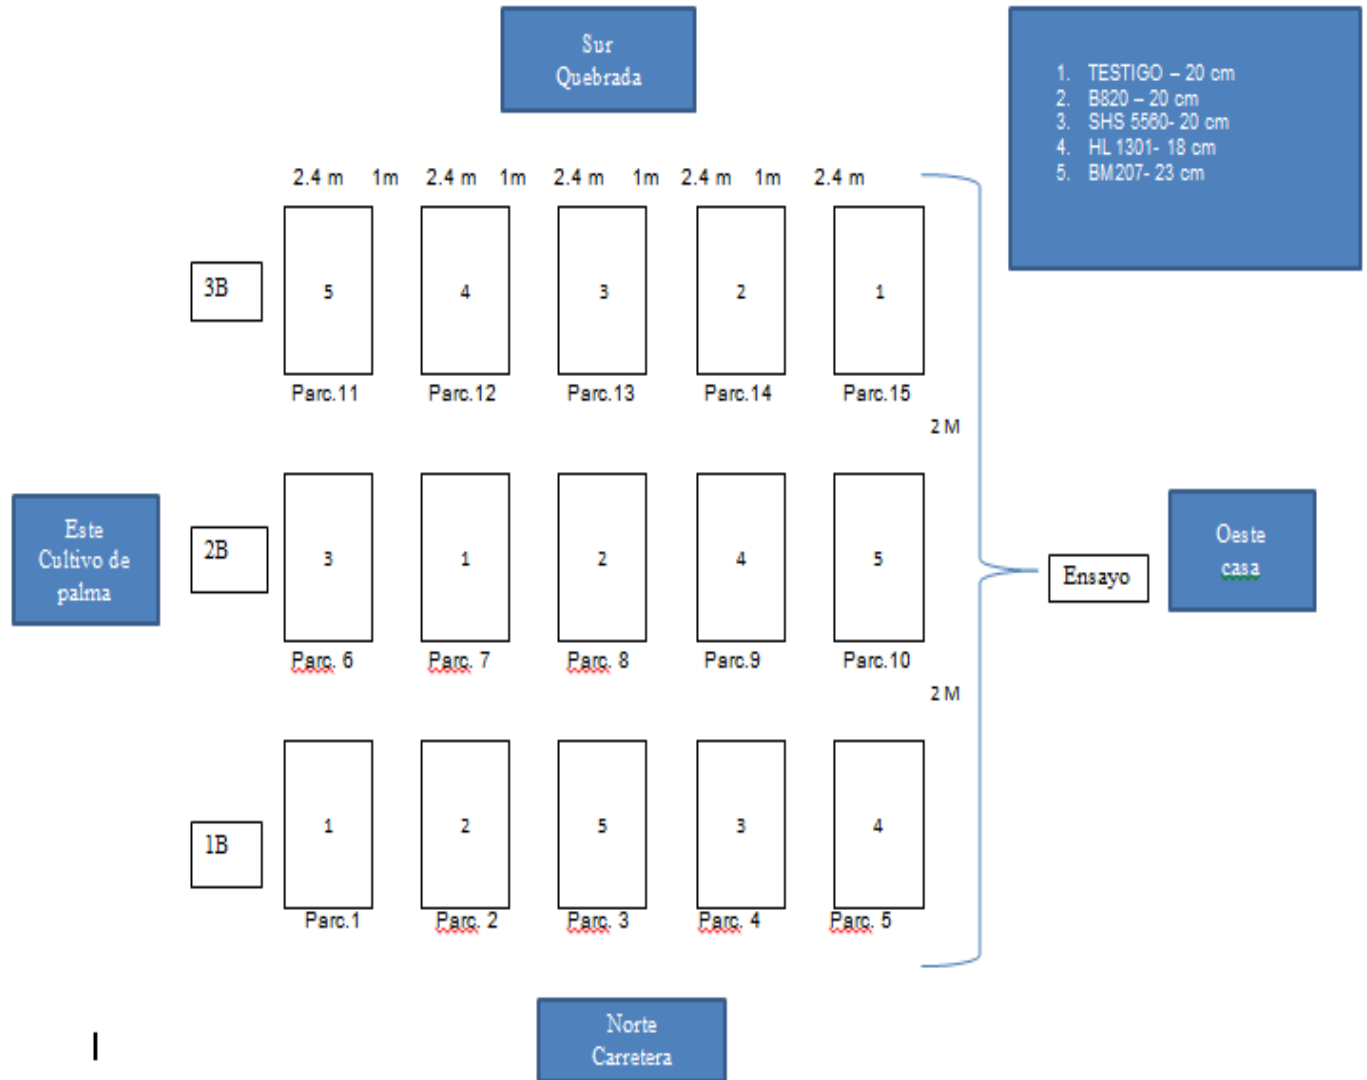 Sur
Quebrada
1. TESTIGO – 20 cm
2. B820 – 20 cm
3. SHS 5560- 20 cm
4. HL 1301- 18 cm
5. BM207- 23 cm
2.4 m 1m 2.4 m 1m 2.4 m 1m 2.4 m 1m 2.4 m
3B 5 4 3 2 1
Parc.11 Parc.12 Parc.13 Parc.14 Parc.15
2 M
Este
Cultivo de
palma
2B 3 1 2 4 5
Ensayo
Oeste
casa
Parc. 6 Parc. 7 Parc. 8 Parc.9 Parc.10
2 M
1B 1 2 5 3 4
Parc.1 Parc. 2 Parc. 3 Parc. 4 Parc. 5
Norte
Carretera